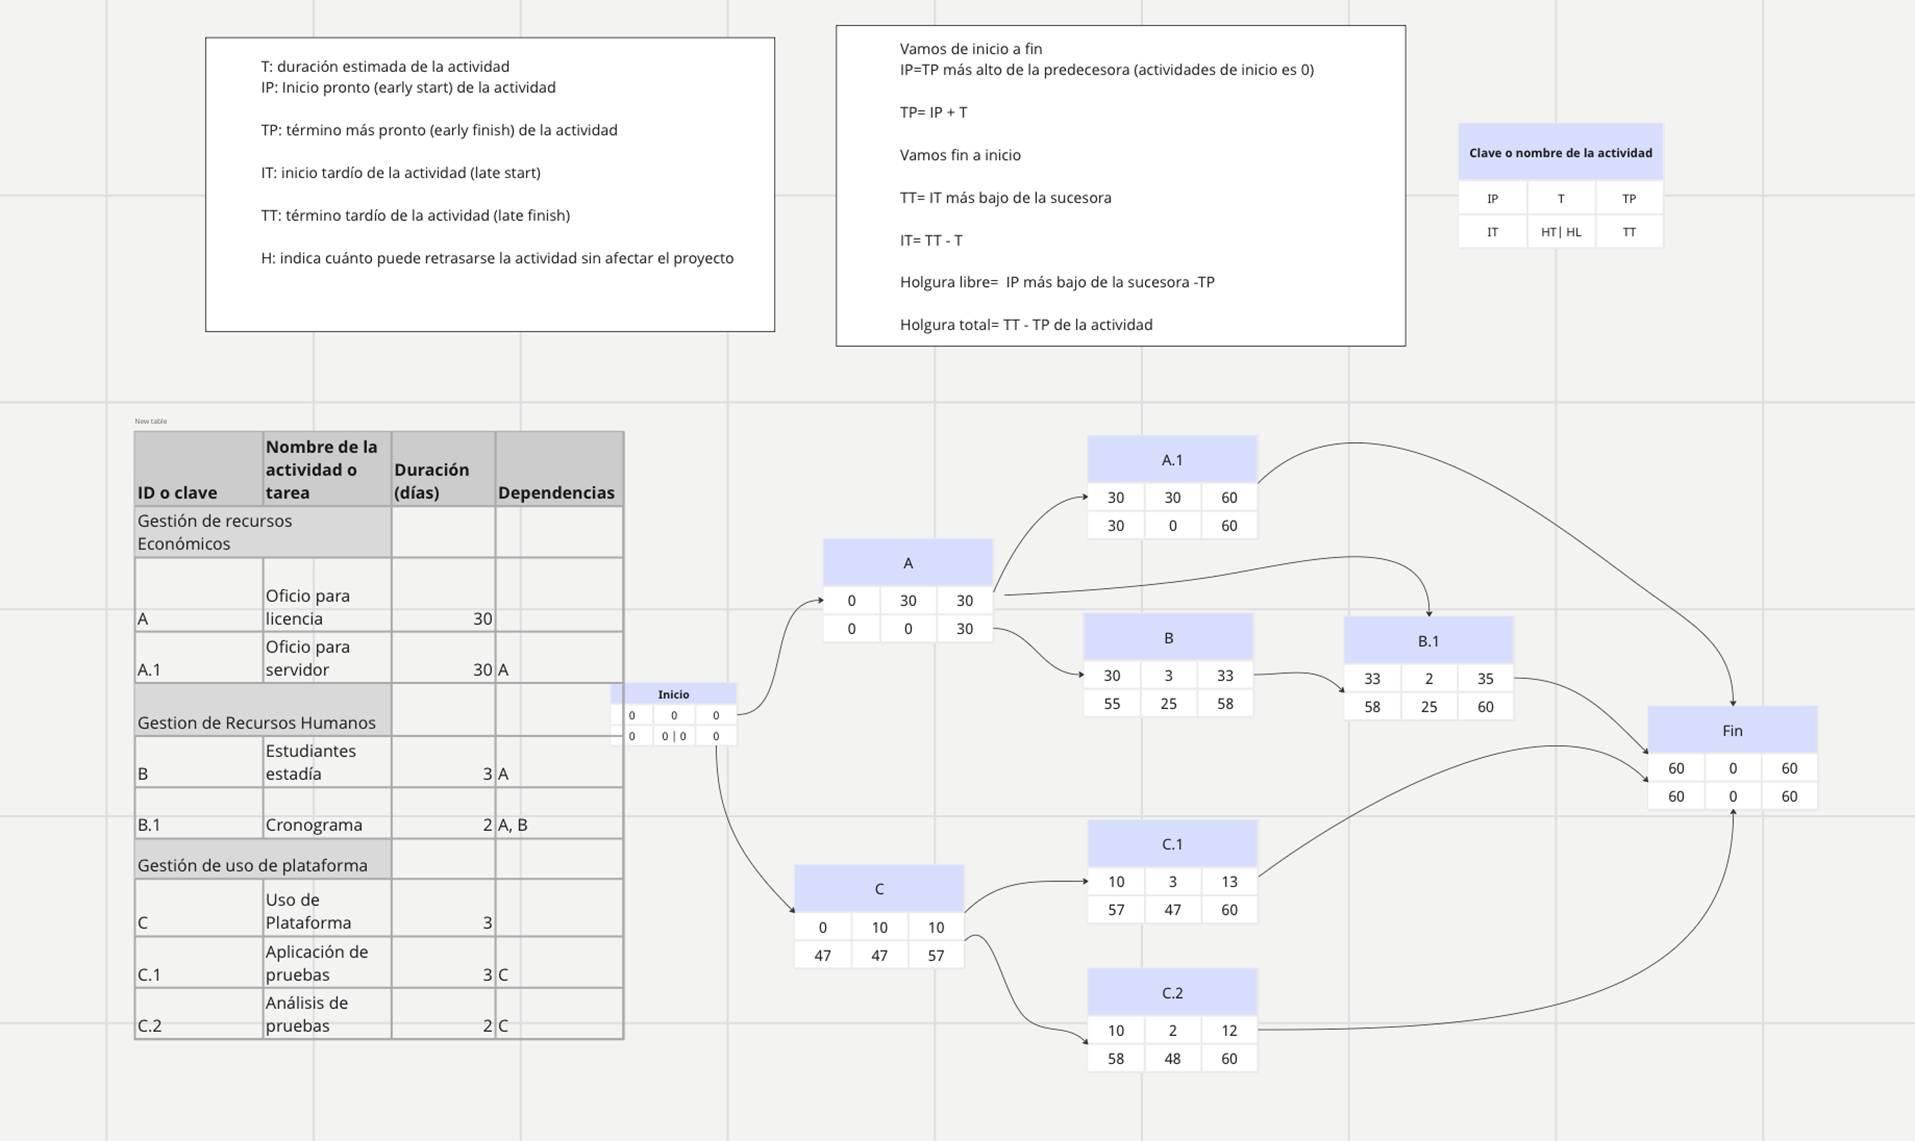 T: duración estimada de la actividad
IP: Inicio pronto (early start) de la actividad
TP: término más pronto (early finish) de la actividad
IT: inicio tardío de la actividad (late start)
TT: término tardío de la actividad (late finish)
H: indica cuánto puede retrasarse la actividad sin afectar el proyecto
Vamos de inicio a fin
IP=TP más alto de la predecesora (actividades de inicio es 0)
TP= IP + T
Vamos fin a inicio
TT= IT más bajo de la sucesora
IT= TT - T
Holgura libre=  IP más bajo de la sucesora -TP
Holgura total= TT - TP de la actividad
Clave o nombre de la actividad
IP T TP
IT HT| HL TT
New table
ID o clave Nombre de la actividad o tarea Duración (días) Dependencias
Gestión de recursos
Económicos
A Oficio para licencia 30
A.1 Oficio para servidor 30 A
Gestion de Recursos Humanos
B Estudiantes estadía 3 A
B.1 Cronograma 2 A, B
Gestión de uso de plataforma
C Uso de Plataforma 3
C.1 Aplicación de pruebas 3 C
C.2 Análisis de pruebas 2 C
Inicio
0 0 0
0 0 | 0 0
A
0 30 30
0 0 30
A.1
30 30 60
30 0 60
B
30 3 33
55 25 58
B.1
33 2 35
58 25 60
C
0 10 10
47 47 57
C.1
10 3 13
57 47 60
C.2
10 2 12
58 48 60
Fin
60 0 60
60 0 60